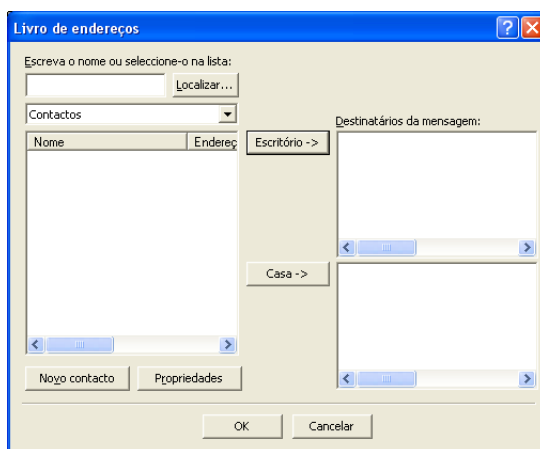 Livro de endereços
Escreva o nome ou seleccione-o na lista:
Localizar...
Contactos
Destinatários da mensagem:
Nome Endereç
Escritório ->
Casa ->
Novo contacto Propriedades
OK Cancelar